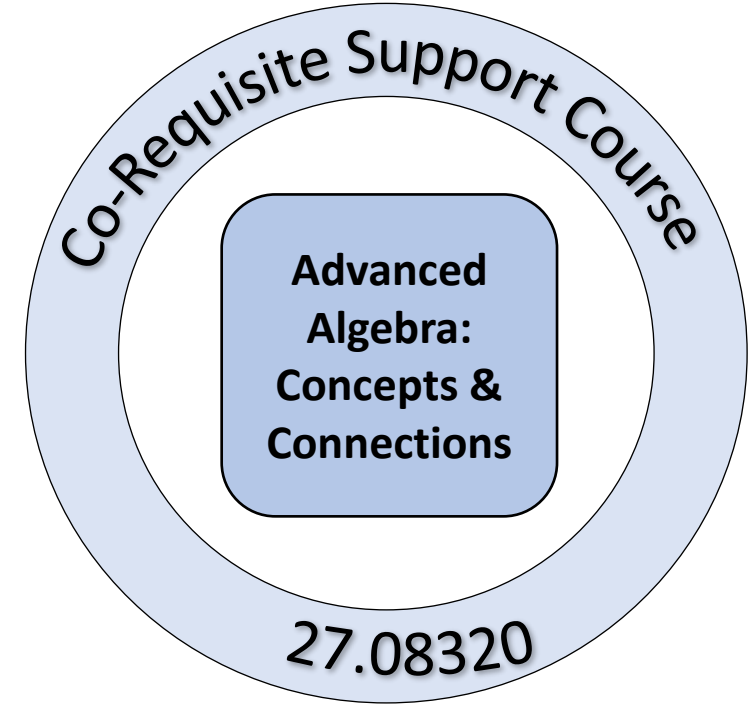 Co-Requisite Support Course
Advanced
Algebra:
Concepts &
Connections
27.08320